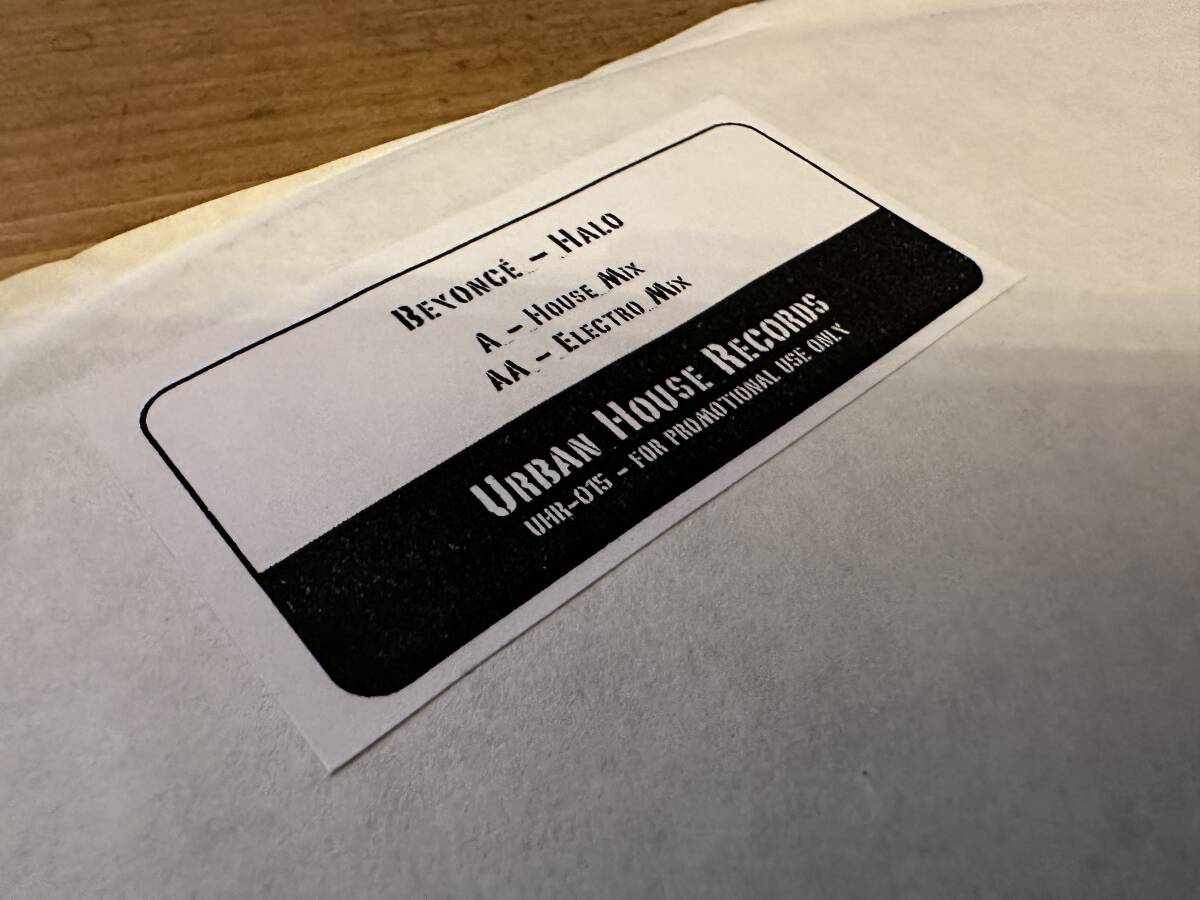 Beyoncé – Halo
A – House Mix
AA – Electro Mix
Urban House Records
UHR-015 – FOR PROMOTIONAL USE ONLY